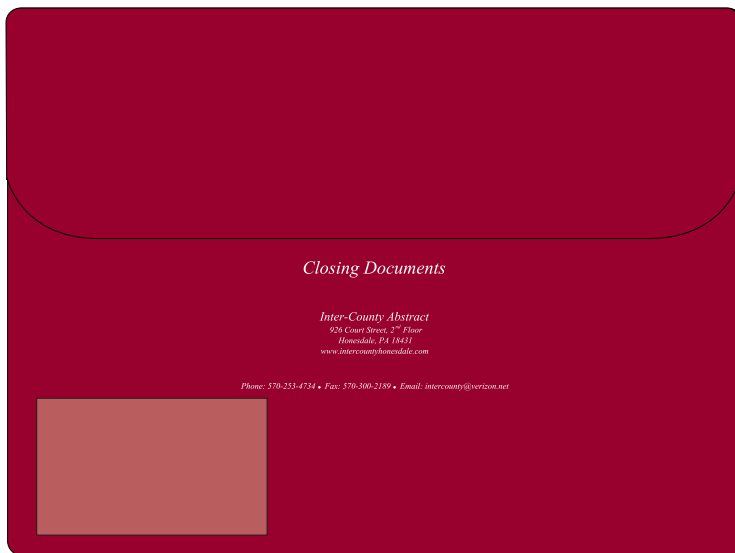 Closing Documents
Inter-County Abstract
926 Court Street, 2nd Floor
Honesdale, PA 18431
www.intercountyhonesdale.com
Phone: 570-253-4734 • Fax: 570-300-2189 • Email: intercounty@verizon.net